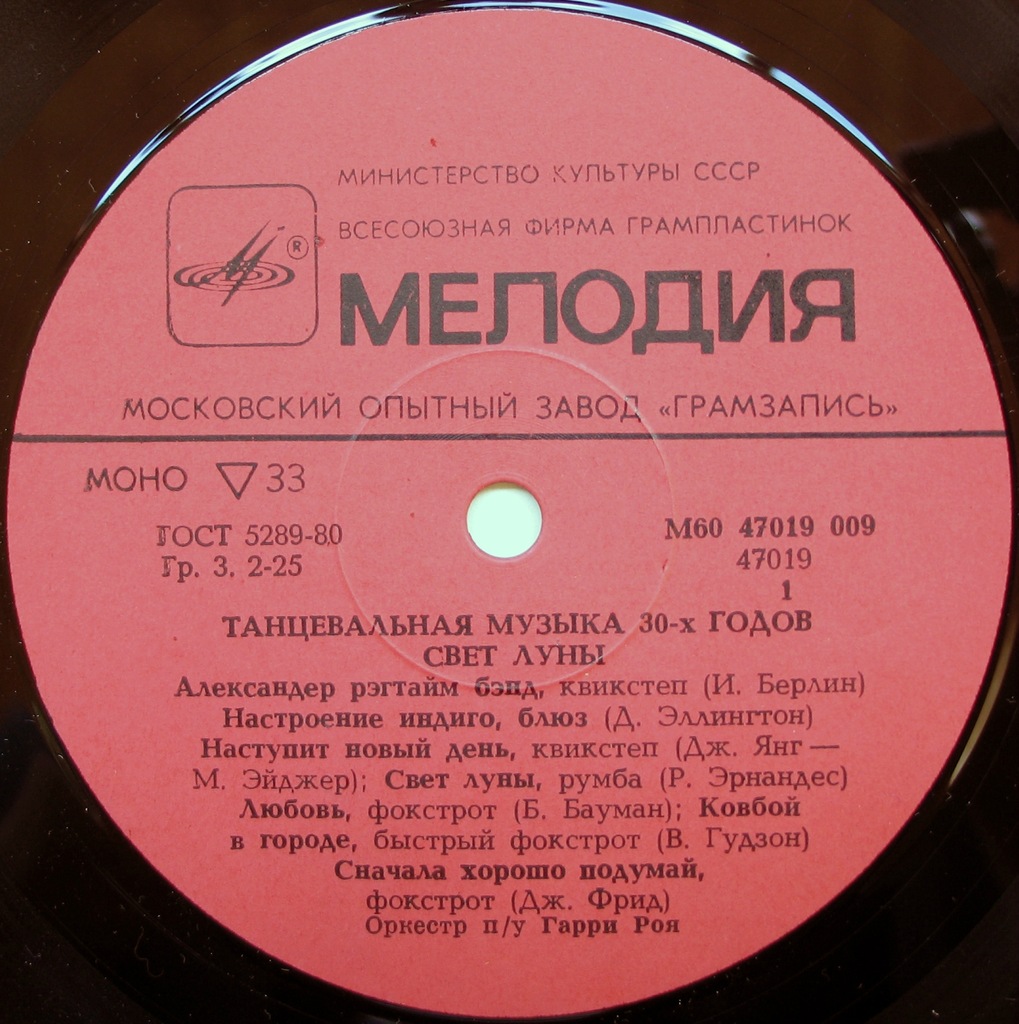 МИНИСТЕРСТВО КУЛЬТУРЫ СССР
ВСЕСОЮЗНАЯ ФИРМА ГРАМПЛАСТИНОК
®
МЕЛОДИЯ
МОСКОВСКИЙ ОПЫТНЫЙ ЗАВОД «ГРАМЗАПИСЬ»
МОНО ▽ 33
ГОСТ 5289-80
Гр. 3. 2-25
М60 47019 009
47019
1
ТАНЦЕВАЛЬНАЯ МУЗЫКА 30-х ГОДОВ
СВЕТ ЛУНЫ
Александер рэгтайм бэнд, квикстеп (И. Берлин)
Настроение индиго, блюз (Д. Эллингтон)
Наступит новый день, квикстеп (Дж. Янг —
М. Эйджер); Свет луны, румба (Р. Эрнандес)
Любовь, фокстрот (Б. Бауман); Ковбой
в городе, быстрый фокстрот (В. Гудзон)
Сначала хорошо подумай,
фокстрот (Дж. Фрид)
Оркестр п/у Гарри Роя